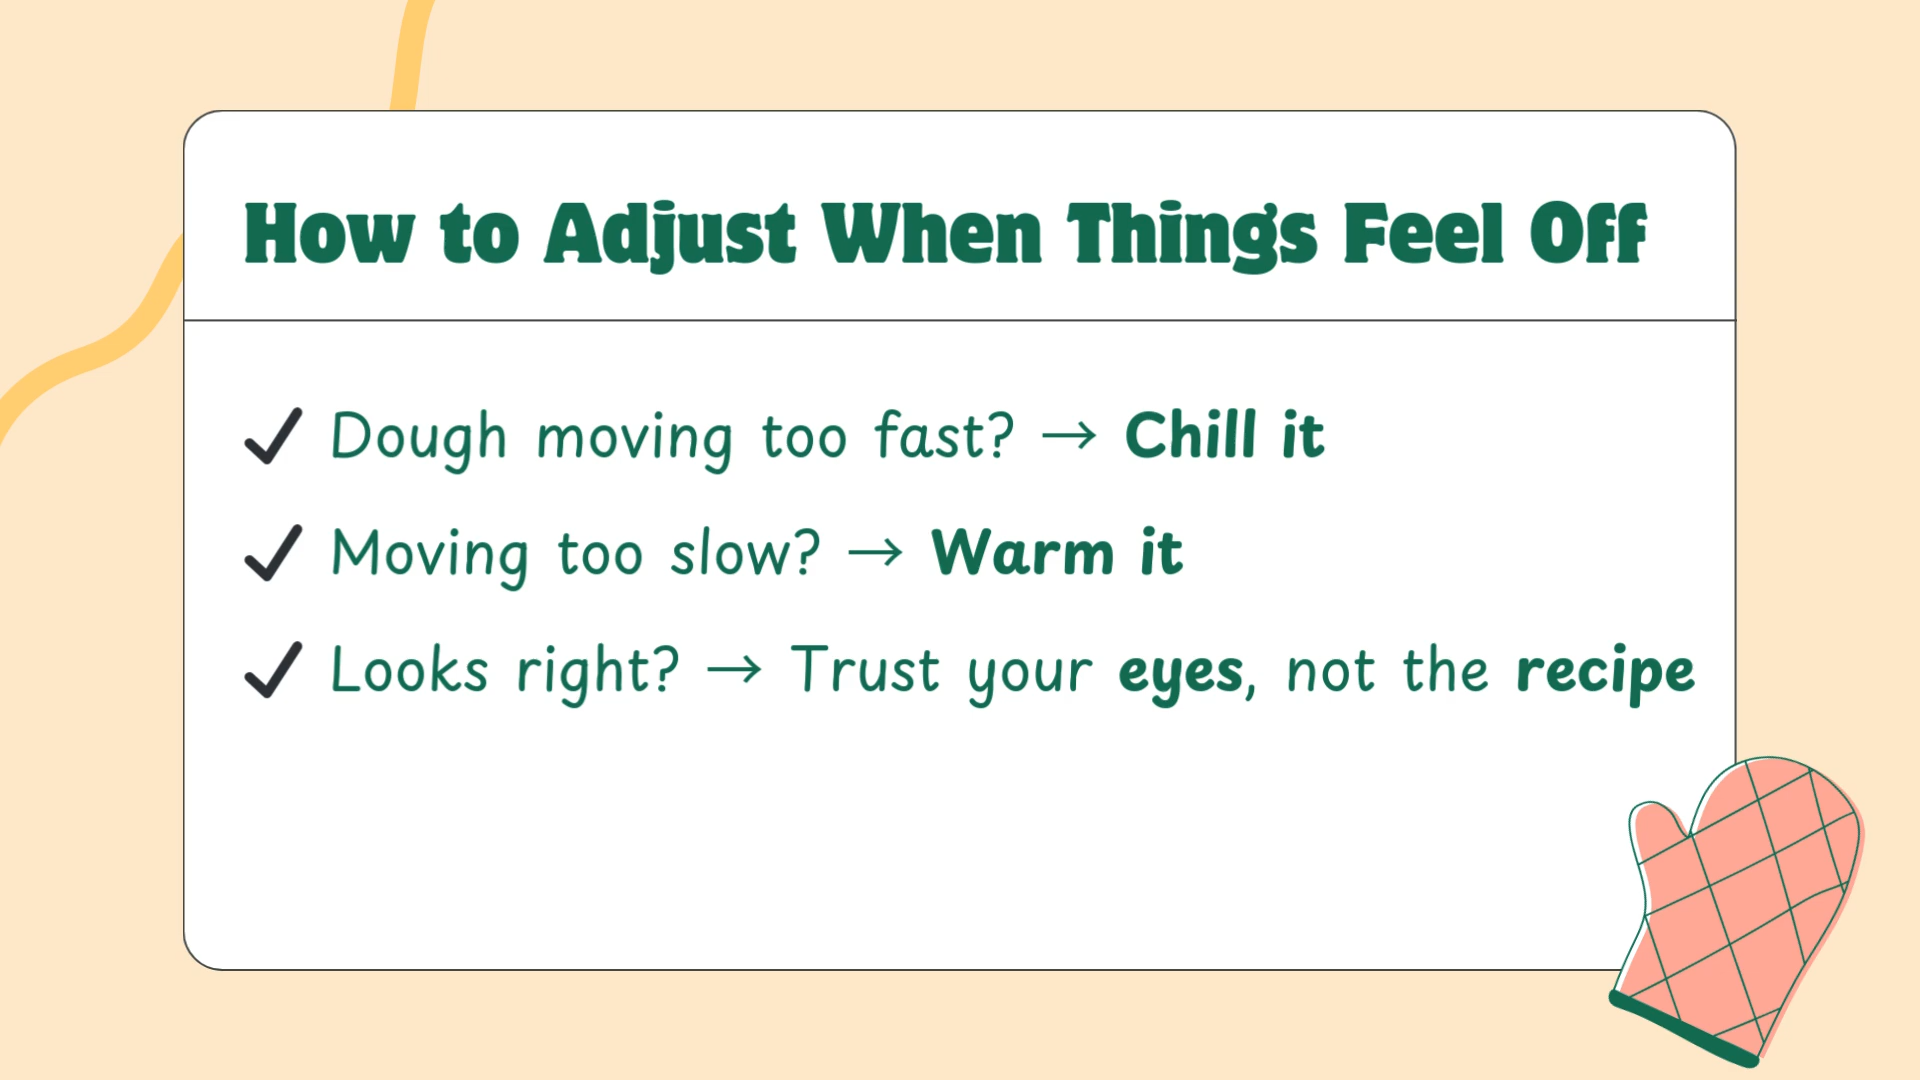 How to Adjust When Things Feel Off
✔ Dough moving too fast? → Chill it
✔ Moving too slow? → Warm it
✔ Looks right? → Trust your eyes, not the recipe